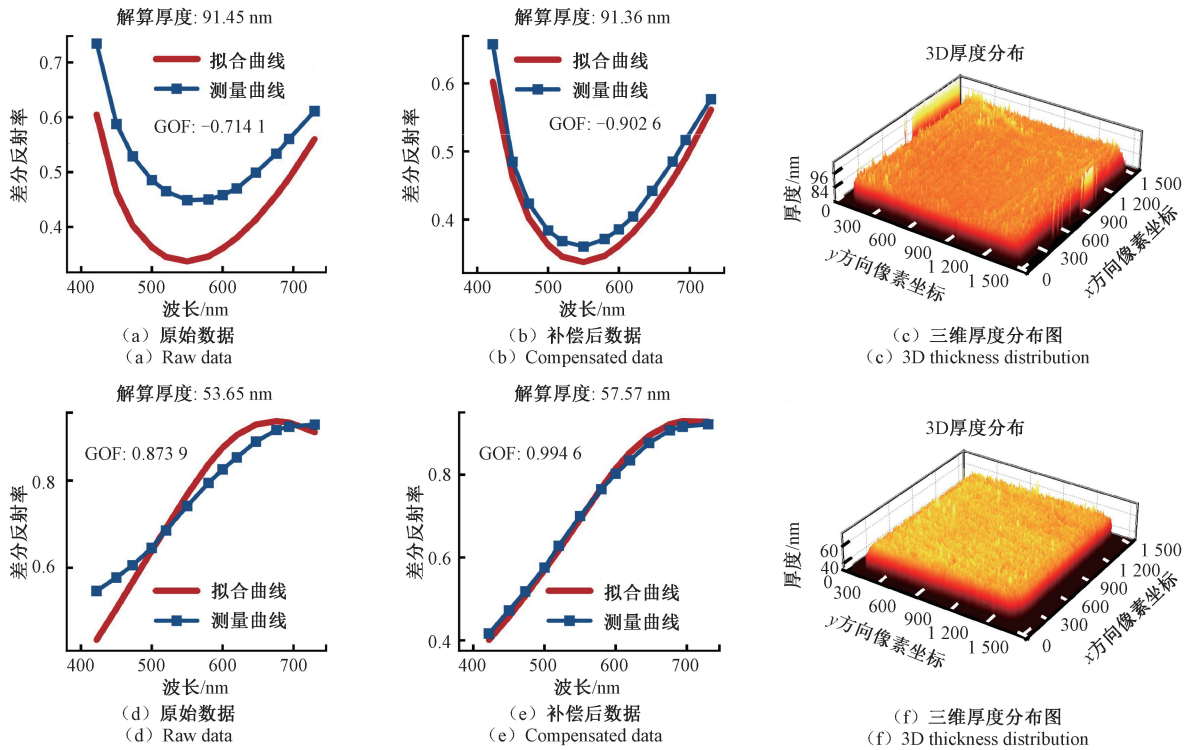 解算厚度: 91.45 nm
差分反射率
0.7
0.6
0.5
0.4
拟合曲线
测量曲线
GOF: −0.714 1
400 500 600 700
波长/nm
（a）原始数据
（a）Raw data
解算厚度: 91.36 nm
差分反射率
0.6
0.5
0.4
拟合曲线
测量曲线
GOF: −0.902 6
400 500 600 700
波长/nm
（b）补偿后数据
（b）Compensated data
3D厚度分布
厚度/nm
96
84
0
300
600
900
1 200
1 500
y方向像素坐标
0
300
600
900
1 200
1 500
x方向像素坐标
（c）三维厚度分布图
（c）3D thickness distribution
解算厚度: 53.65 nm
差分反射率
0.8
0.6
GOF: 0.873 9
拟合曲线
测量曲线
400 500 600 700
波长/nm
（d）原始数据
（d）Raw data
解算厚度: 57.57 nm
差分反射率
0.8
0.6
0.4
GOF: 0.994 6
拟合曲线
测量曲线
400 500 600 700
波长/nm
（e）补偿后数据
（e）Compensated data
3D厚度分布
厚度/nm
60
40
0
300
600
900
1 200
1 500
y方向像素坐标
0
300
600
900
1 200
1 500
x方向像素坐标
（f）三维厚度分布图
（f）3D thickness distribution